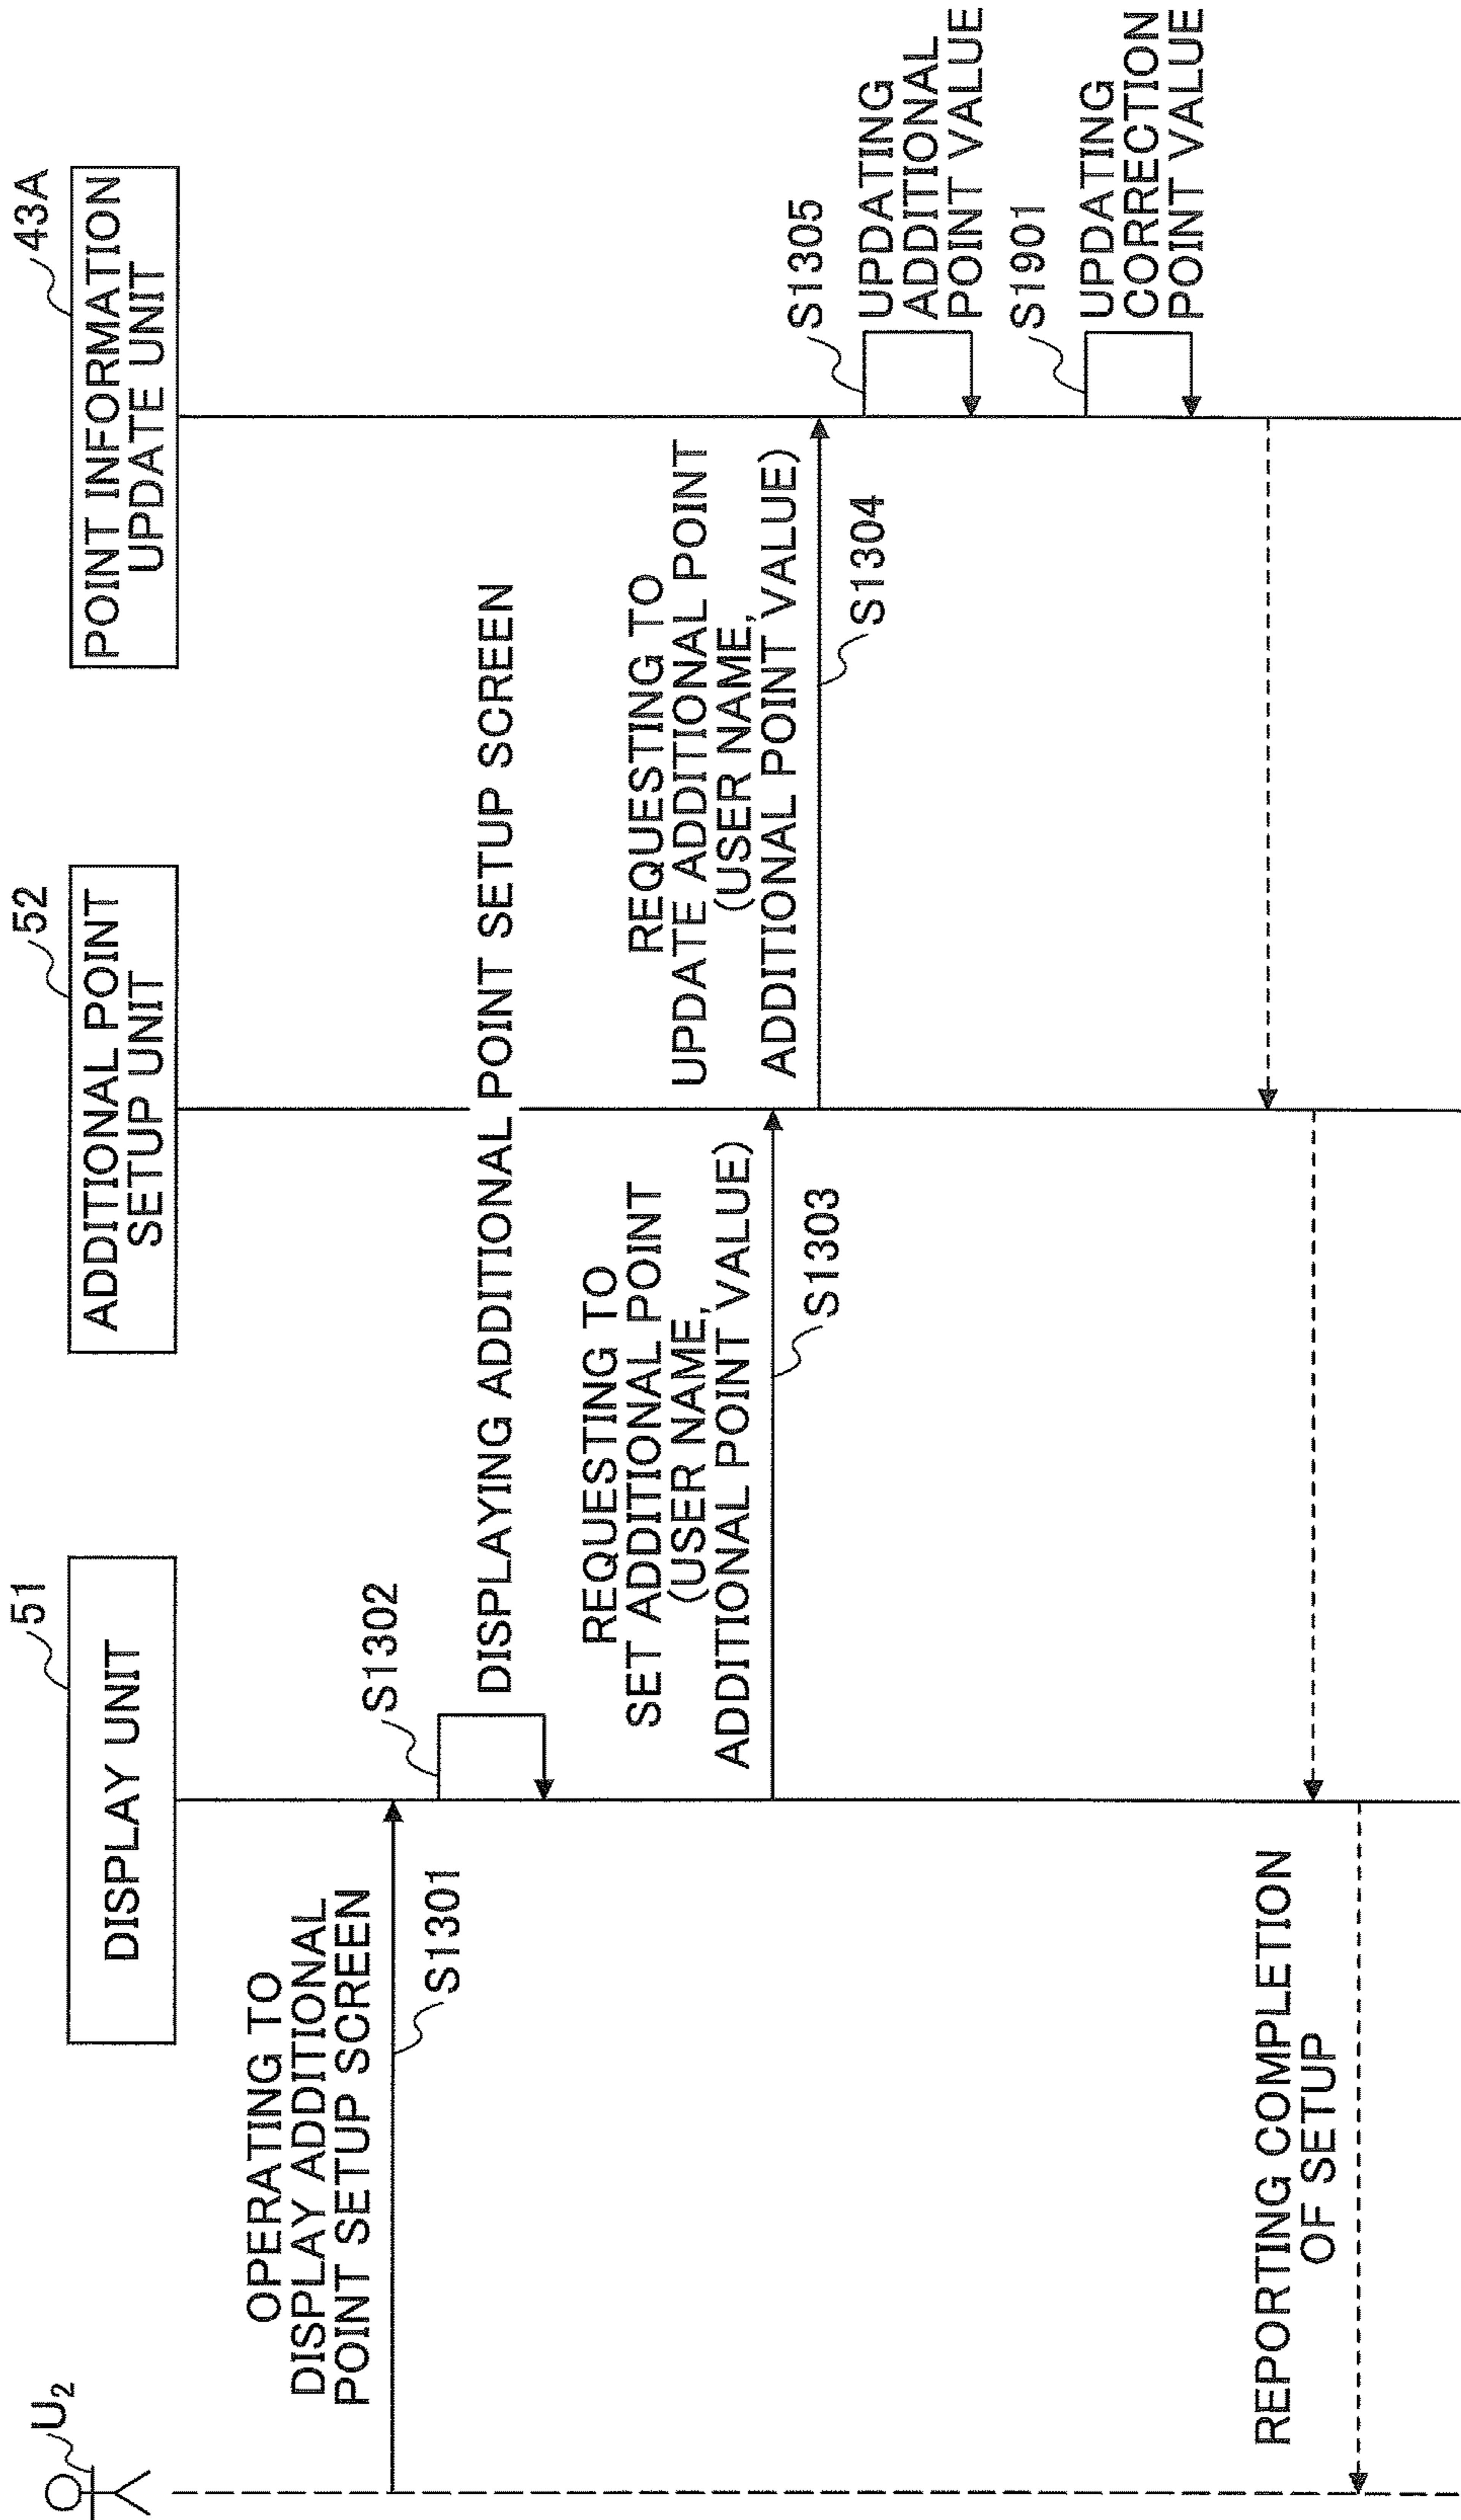 U2
51
DISPLAY UNIT
52
ADDITIONAL POINT
SETUP UNIT
43A
POINT INFORMATION
UPDATE UNIT
OPERATING TO
DISPLAY ADDITIONAL
POINT SETUP SCREEN
S1301
S1302
DISPLAYING ADDITIONAL POINT SETUP SCREEN
REQUESTING TO
SET ADDITIONAL POINT
(USER NAME,
ADDITIONAL POINT VALUE)
S1303
REQUESTING TO
UPDATE ADDITIONAL POINT
(USER NAME,
ADDITIONAL POINT VALUE)
S1304
S1305
UPDATING
ADDITIONAL
POINT VALUE
S1901
UPDATING
CORRECTION
POINT VALUE
REPORTING COMPLETION
OF SETUP